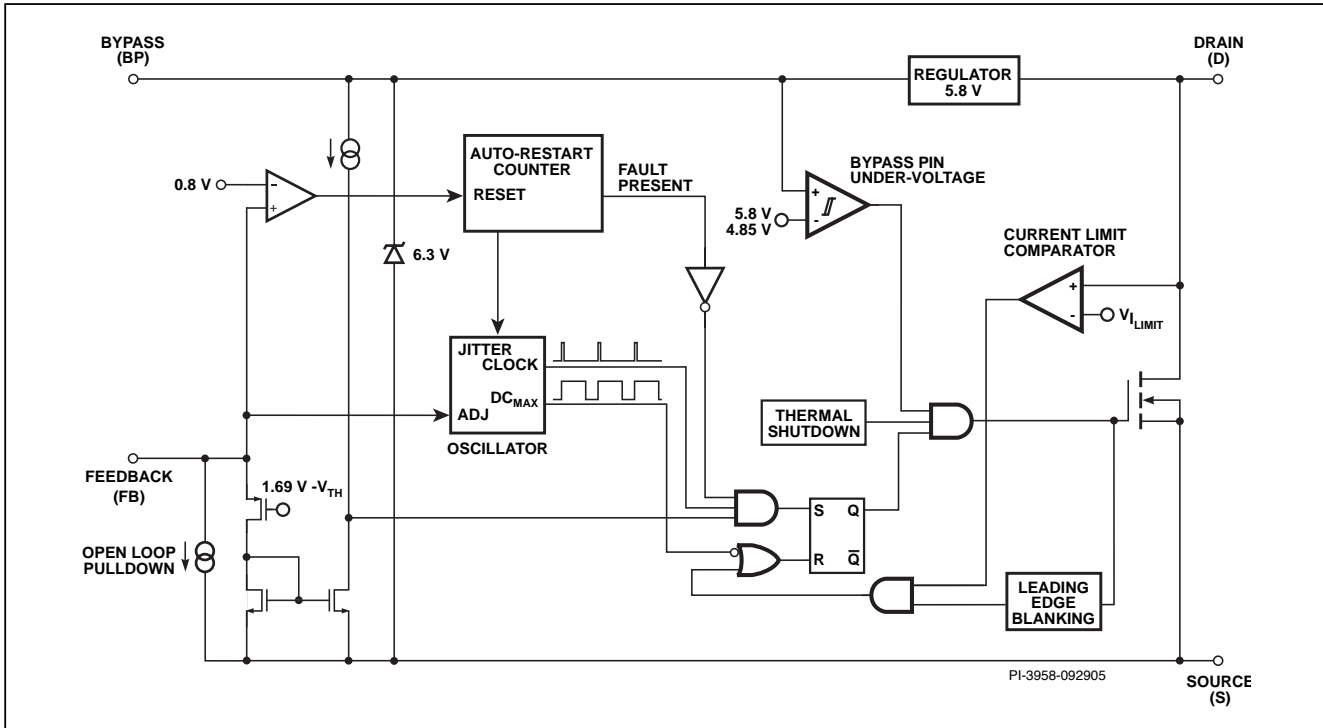 BYPASS
(BP)
DRAIN
(D)
REGULATOR
5.8 V
AUTO-RESTART
COUNTER
RESET
FAULT
PRESENT
BYPASS PIN
UNDER-VOLTAGE
0.8 V
-
+
+
-
5.8 V
4.85 V
6.3 V
CURRENT LIMIT
COMPARATOR
+
-
VI LIMIT
JITTER
CLOCK
DCMAX
ADJ
OSCILLATOR
THERMAL
SHUTDOWN
FEEDBACK
(FB)
1.69 V -VTH
OPEN LOOP
PULLDOWN
S Q
R Q̅
LEADING
EDGE
BLANKING
PI-3958-092905
SOURCE
(S)